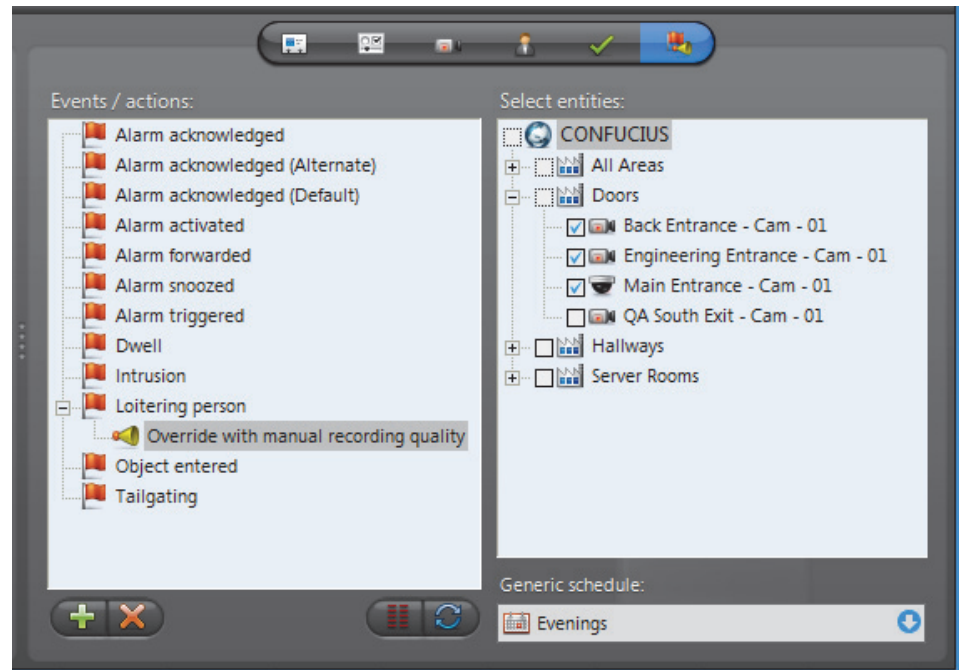 Events / actions:
Alarm acknowledged
Alarm acknowledged (Alternate)
Alarm acknowledged (Default)
Alarm activated
Alarm forwarded
Alarm snoozed
Alarm triggered
Dwell
Intrusion
Loitering person
Override with manual recording quality
Object entered
Tailgating
Select entities:
CONFUCIUS
All Areas
Doors
Back Entrance - Cam - 01
Engineering Entrance - Cam - 01
Main Entrance - Cam - 01
QA South Exit - Cam - 01
Hallways
Server Rooms
Generic schedule:
Evenings